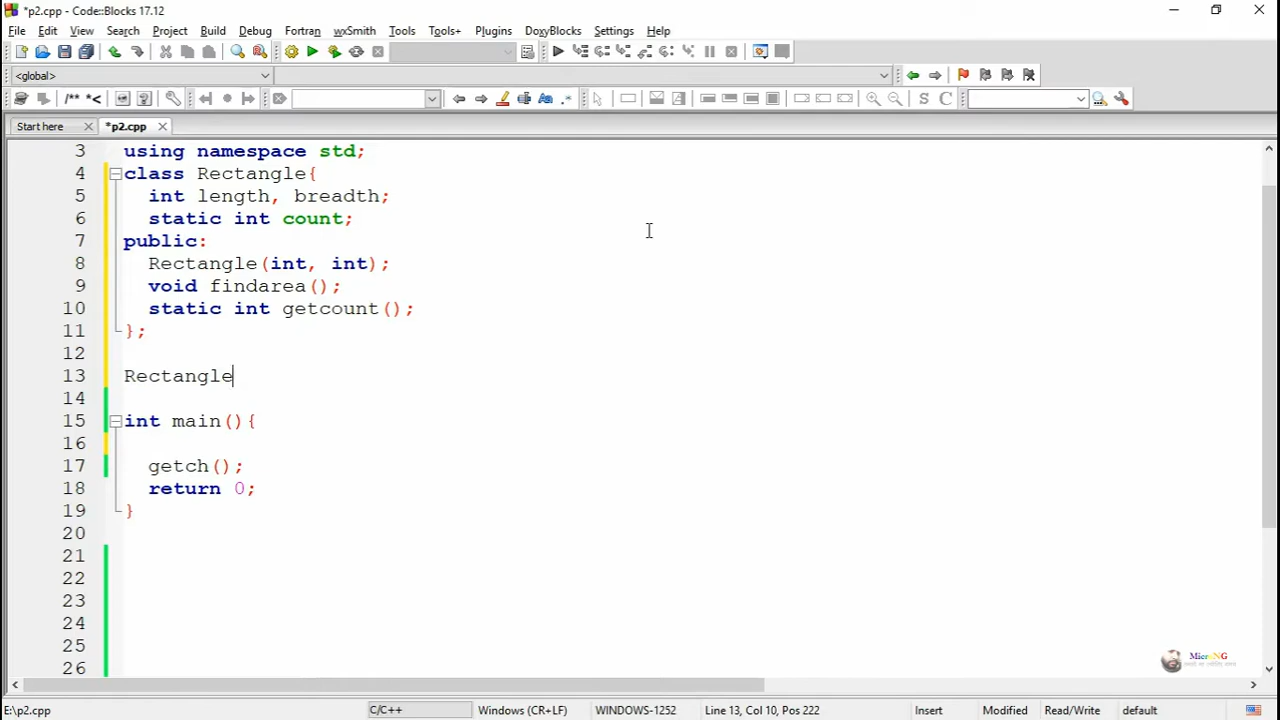 *p2.cpp - Code::Blocks 17.12
File Edit View Search Project Build Debug Fortran wxSmith Tools Tools+ Plugins DoxyBlocks Settings Help
<global>
/** *<
S C
Start here *p2.cpp
3 using namespace std;
4 class Rectangle{
5 int length, breadth;
6 static int count;
7 public:
8 Rectangle(int, int);
9 void findarea();
10 static int getcount();
11 };
12
13 Rectangle
14
15 int main(){
16
17 getch();
18 return 0;
19 }
20
21
22
23
24
25
26
MicroNG
E:\p2.cpp C/C++ Windows (CR+LF) WINDOWS-1252 Line 13, Col 10, Pos 222 Insert Modified Read/Write default